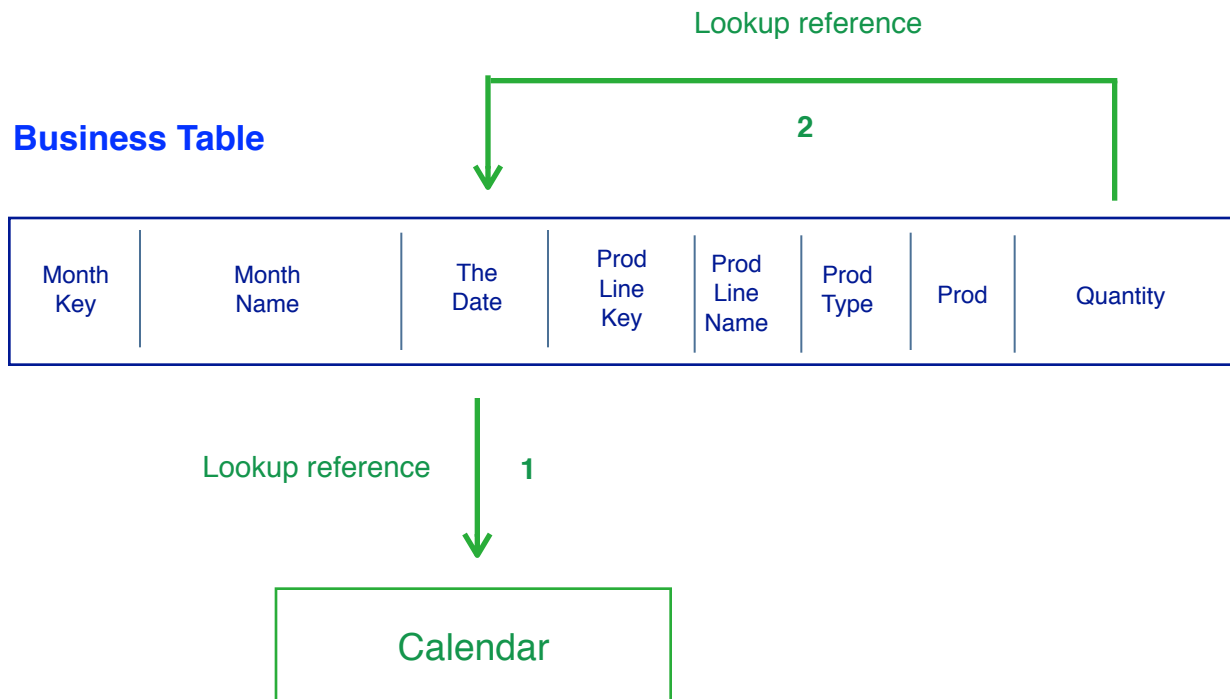 Lookup reference
2
Business Table
Month
Key
Month
Name
The
Date
Prod
Line
Key
Prod
Line
Name
Prod
Type
Prod
Quantity
Lookup reference
1
Calendar